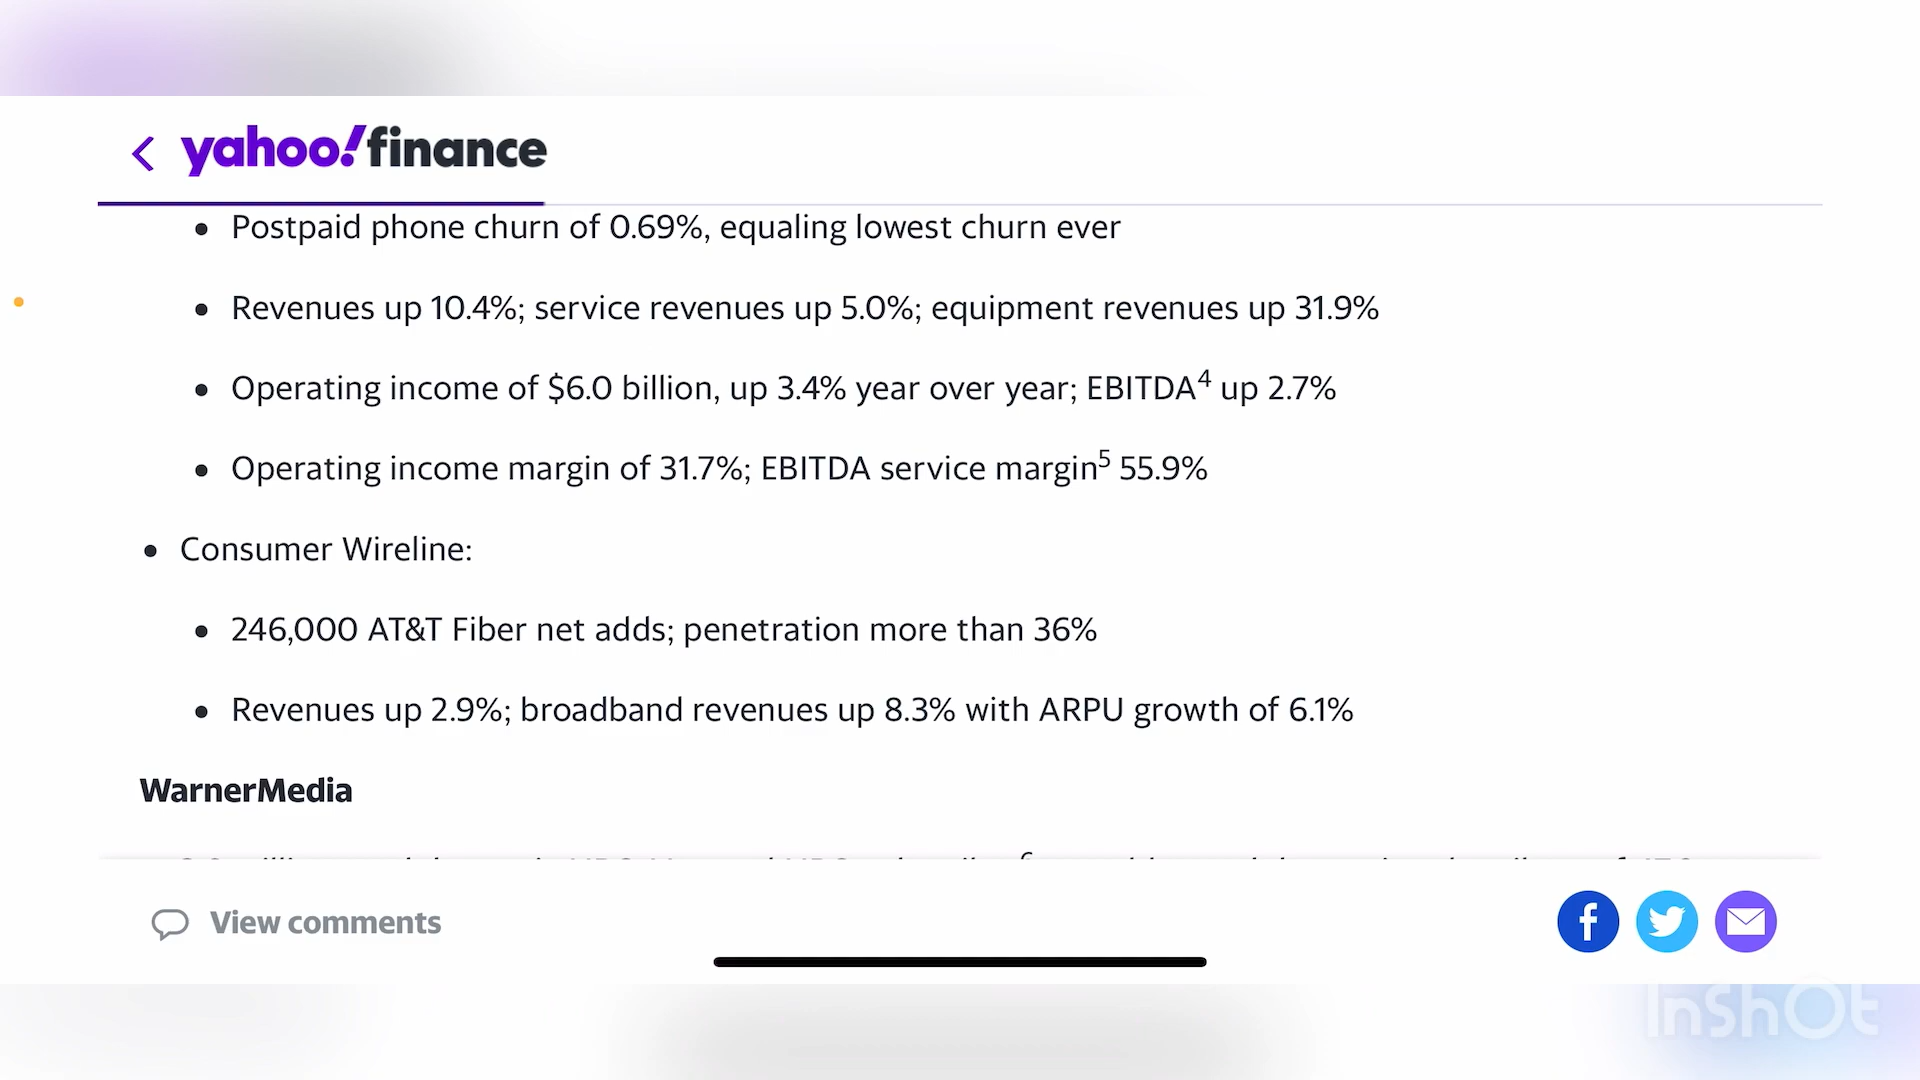 yahoo!finance
• Postpaid phone churn of 0.69%, equaling lowest churn ever
• Revenues up 10.4%; service revenues up 5.0%; equipment revenues up 31.9%
• Operating income of $6.0 billion, up 3.4% year over year; EBITDA⁴ up 2.7%
• Operating income margin of 31.7%; EBITDA service margin⁵ 55.9%
• Consumer Wireline:
• 246,000 AT&T Fiber net adds; penetration more than 36%
• Revenues up 2.9%; broadband revenues up 8.3% with ARPU growth of 6.1%
WarnerMedia
View comments
InShOt